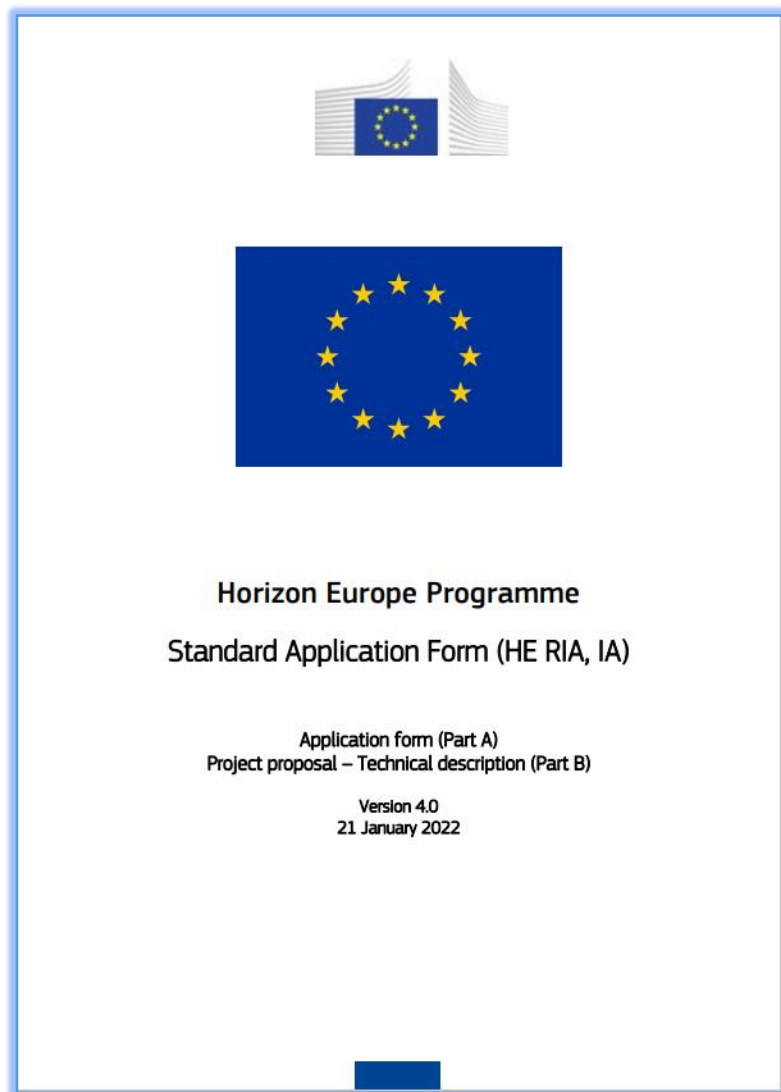 Horizon Europe Programme
Standard Application Form (HE RIA, IA)
Application form (Part A)
Project proposal – Technical description (Part B)
Version 4.0
21 January 2022